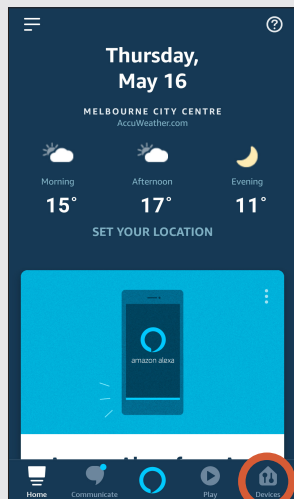 Thursday,
May 16
MELBOURNE CITY CENTRE
AccuWeather.com
Morning Afternoon Evening
15° 17° 11°
SET YOUR LOCATION
amazon alexa
Home Communicate Play Devices